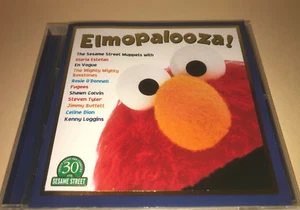 Elmopalooza!
The Sesame Street Muppets with
Gloria Estefan
En Vogue
The Mighty Mighty
Bosstones
Rosie O'Donnell
Fugees
Shawn Colvin
Steven Tyler
Jimmy Buffett
Celine Dion
Kenny Loggins
30
SESAME STREET